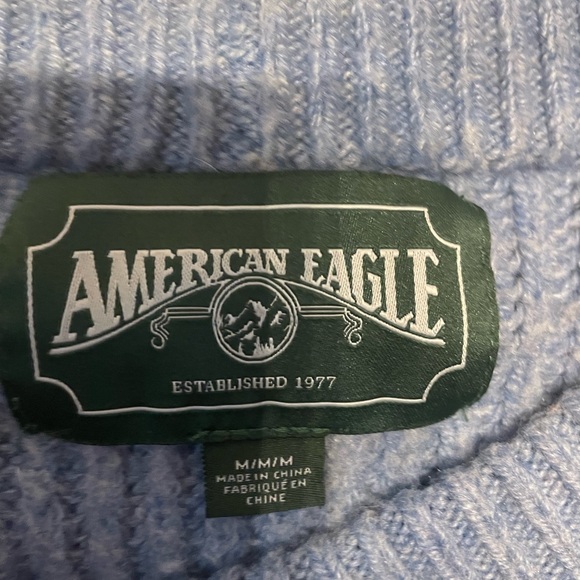 AMERICAN EAGLE
ESTABLISHED 1977
M/M/M
MADE IN CHINA
FABRIQUÉ EN
CHINE